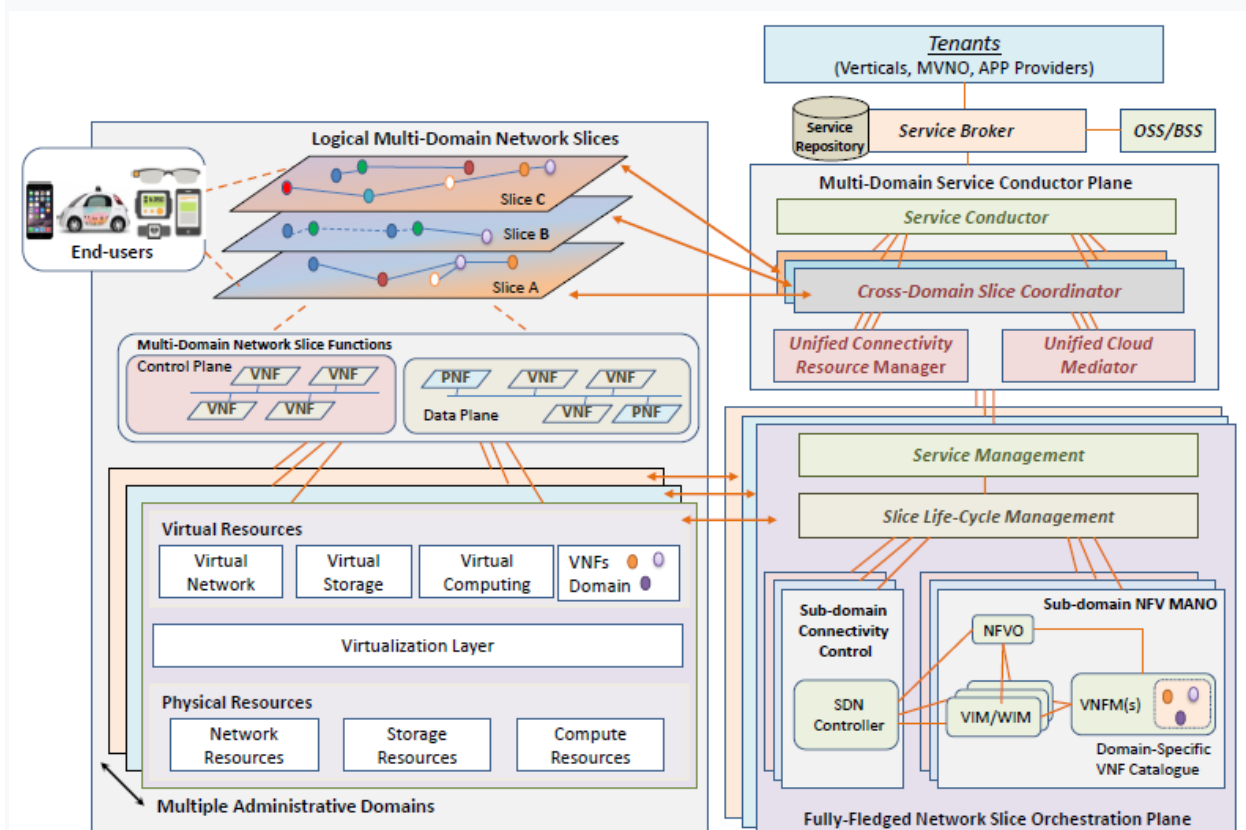 Tenants
(Verticals, MVNO, APP Providers)
Service
Repository
Service Broker
OSS/BSS
Logical Multi-Domain Network Slices
Slice C
Slice B
Slice A
End-users
Multi-Domain Service Conductor Plane
Service Conductor
Cross-Domain Slice Coordinator
Unified Connectivity
Resource Manager
Unified Cloud
Mediator
Multi-Domain Network Slice Functions
Control Plane
VNF
VNF
VNF
VNF
PNF
VNF
VNF
Data Plane
VNF
PNF
Service Management
Slice Life-Cycle Management
Virtual Resources
Virtual
Network
Virtual
Storage
Virtual
Computing
VNFs
Domain
Virtualization Layer
Physical Resources
Network
Resources
Storage
Resources
Compute
Resources
Multiple Administrative Domains
Sub-domain
Connectivity
Control
SDN
Controller
Sub-domain NFV MANO
NFVO
VIM/WIM
VNFM(s)
Domain-Specific
VNF Catalogue
Fully-Fledged Network Slice Orchestration Plane